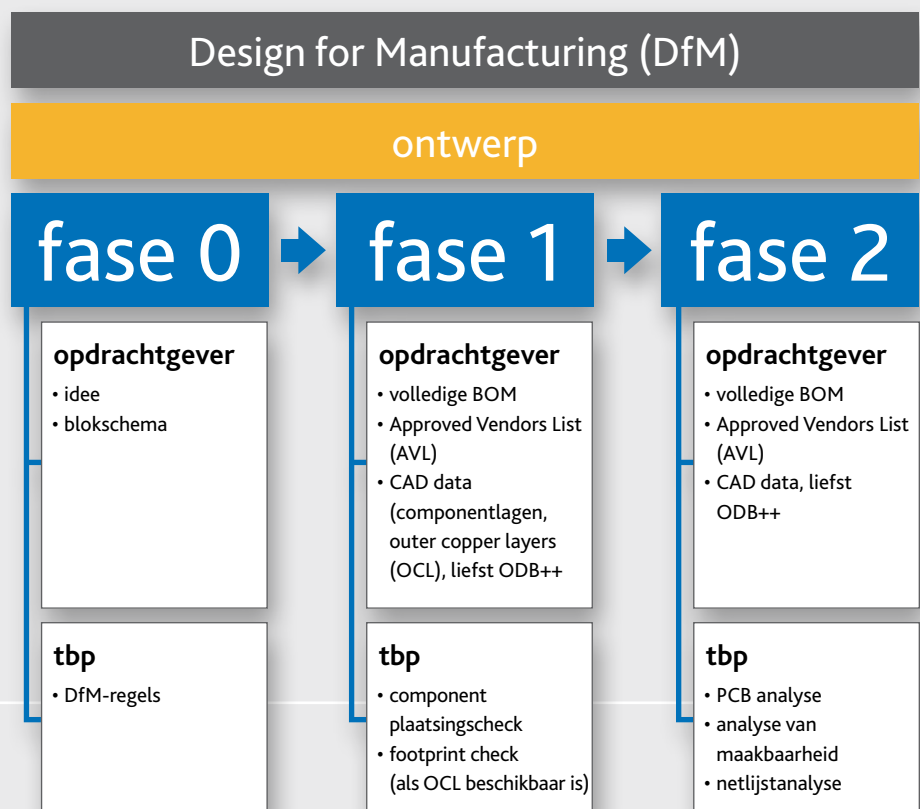 Design for Manufacturing (DfM)
ontwerp
fase 0
fase 1
fase 2
opdrachtgever
• idee
• blokschema
opdrachtgever
• volledige BOM
• Approved Vendors List
(AVL)
• CAD data
(componentlagen,
outer copper layers
(OCL), liefst ODB++
opdrachtgever
• volledige BOM
• Approved Vendors List
(AVL)
• CAD data, liefst
ODB++
tbp
• DfM-regels
tbp
• component
plaatsingscheck
• footprint check
(als OCL beschikbaar is)
tbp
• PCB analyse
• analyse van
maakbaarheid
• netlijstanalyse